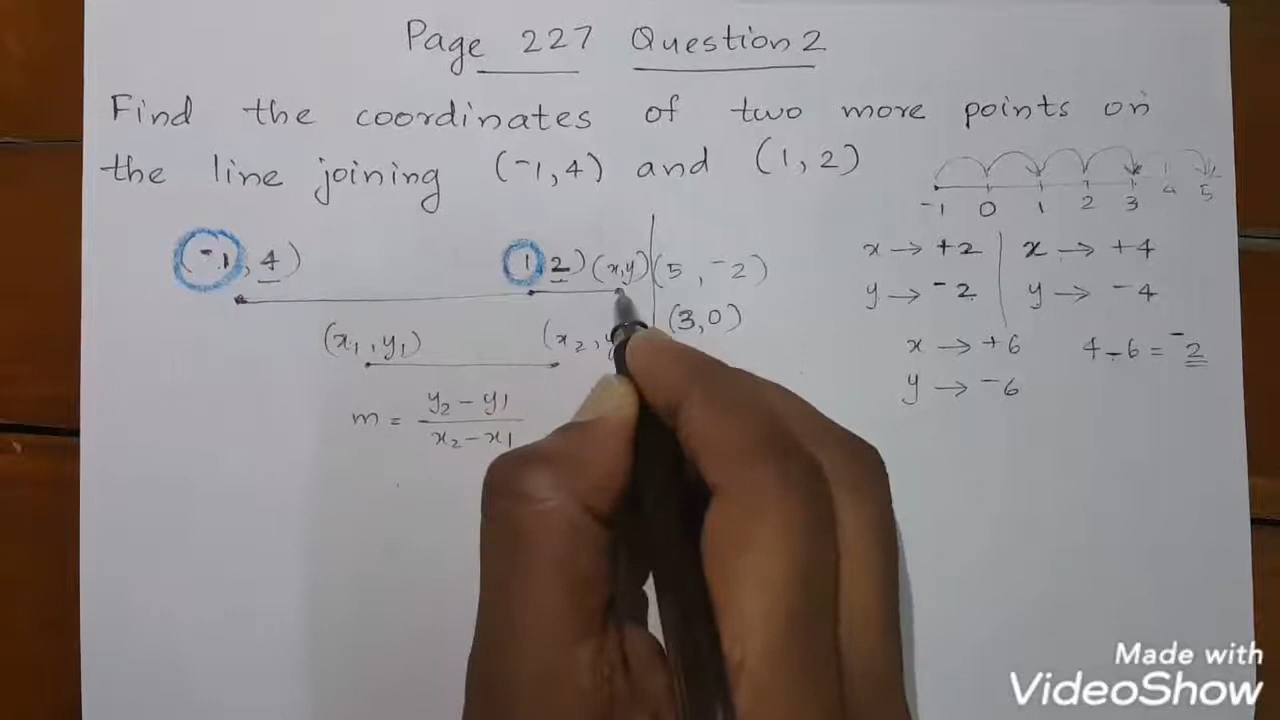 Page 227 Question 2
Find the coordinates of two more points on
the line joining (-1,4) and (1,2)
-1 0 1 2 3 4 5
(-1, 4) (1, 2) (x,y) (5, -2)
(3,0)
x → +2 x → +4
y → -2 y → -4
x → +6 4-6 = -2
y → -6
(x₁, y₁) (x₂, y
m = y₂ - y₁
x₂ - x₁
Made with
VideoShow